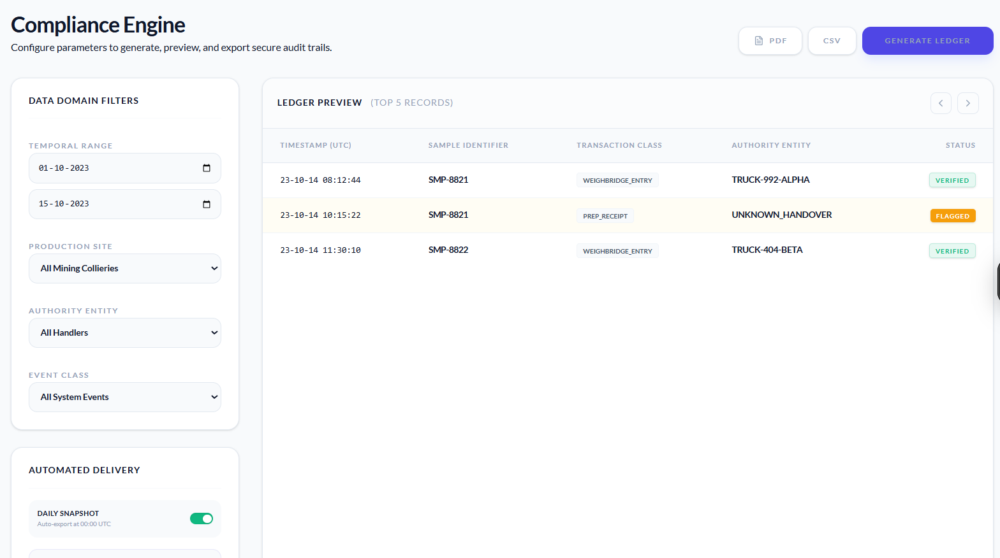 Compliance Engine
Configure parameters to generate, preview, and export secure audit trails.
PDF
CSV
GENERATE LEDGER
DATA DOMAIN FILTERS
TEMPORAL RANGE
01-10-2023
15-10-2023
PRODUCTION SITE
All Mining Collieries
AUTHORITY ENTITY
All Handlers
EVENT CLASS
All System Events
AUTOMATED DELIVERY
DAILY SNAPSHOT
Auto-export at 00:00 UTC
LEDGER PREVIEW (TOP 5 RECORDS)
TIMESTAMP (UTC) SAMPLE IDENTIFIER TRANSACTION CLASS AUTHORITY ENTITY STATUS
23-10-14 08:12:44 SMP-8821 WEIGHBRIDGE_ENTRY TRUCK-992-ALPHA VERIFIED
23-10-14 10:15:22 SMP-8821 PREP_RECEIPT UNKNOWN_HANDOVER FLAGGED
23-10-14 11:30:10 SMP-8822 WEIGHBRIDGE_ENTRY TRUCK-404-BETA VERIFIED